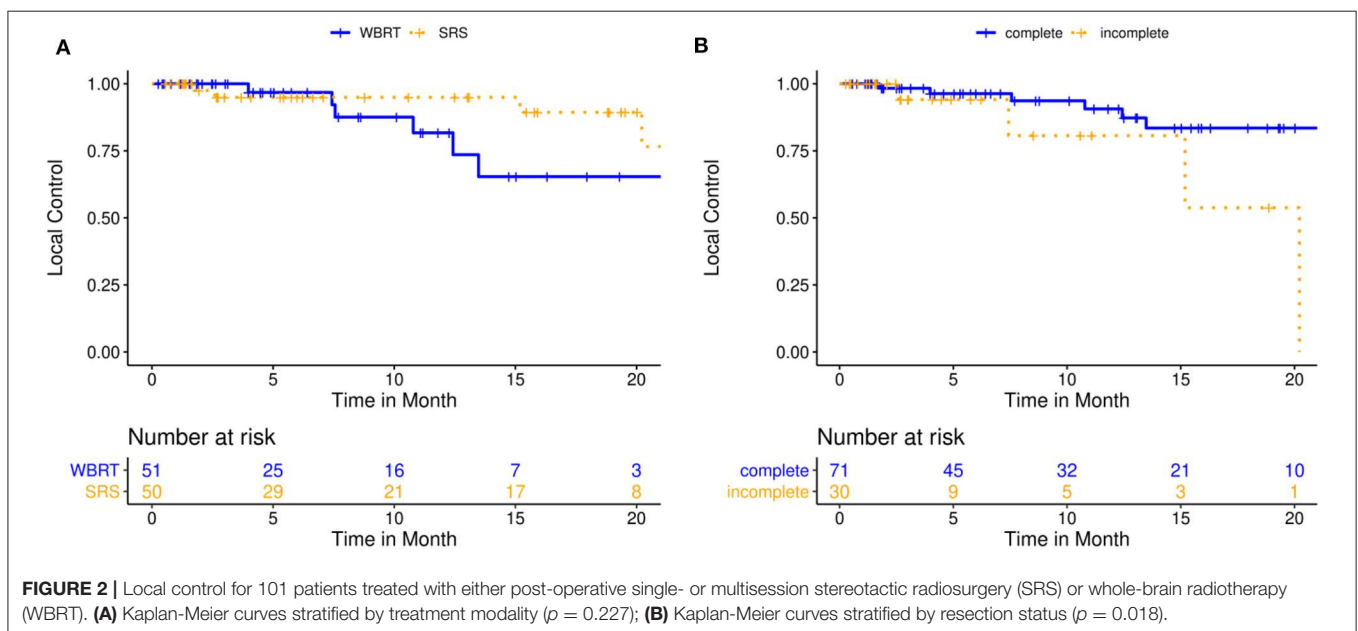 A
WBRT SRS
1.00
0.75
0.50
0.25
0.00
Local Control
0 5 10 15 20
Time in Month
Number at risk
WBRT 51 25 16 7 3
SRS 50 29 21 17 8
0 5 10 15 20
Time in Month
B
complete incomplete
1.00
0.75
0.50
0.25
0.00
Local Control
0 5 10 15 20
Time in Month
Number at risk
complete 71 45 32 21 10
incomplete 30 9 5 3 1
0 5 10 15 20
Time in Month
FIGURE 2 | Local control for 101 patients treated with either post-operative single- or multisession stereotactic radiosurgery (SRS) or whole-brain radiotherapy
(WBRT). (A) Kaplan-Meier curves stratified by treatment modality (p = 0.227); (B) Kaplan-Meier curves stratified by resection status (p = 0.018).